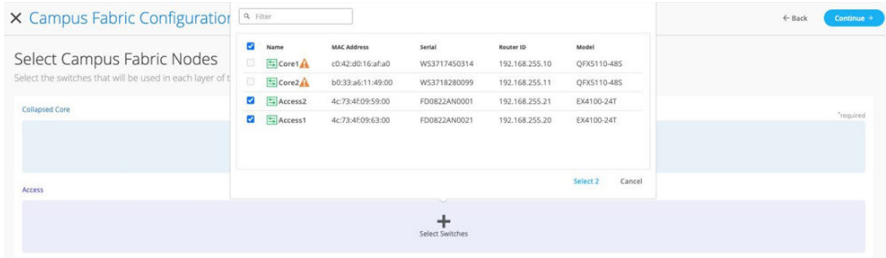 Campus Fabric Configuration
Filter
← Back
Continue →
Select Campus Fabric Nodes
Select the switches that will be used in each layer of t
Name MAC Address Serial Router ID Model
Core1 c0:42:d0:16:af:a0 WS3717450314 192.168.255.10 QFX5110-48S
Core2 b0:33:a6:11:49:00 WS3718280099 192.168.255.11 QFX5110-48S
Access2 4c:73:4f:09:59:00 FD0822AN0001 192.168.255.21 EX4100-24T
Access1 4c:73:4f:09:63:00 FD0822AN0021 192.168.255.20 EX4100-24T
Collapsed Core
*required
Select 2 Cancel
Access
Select Switches